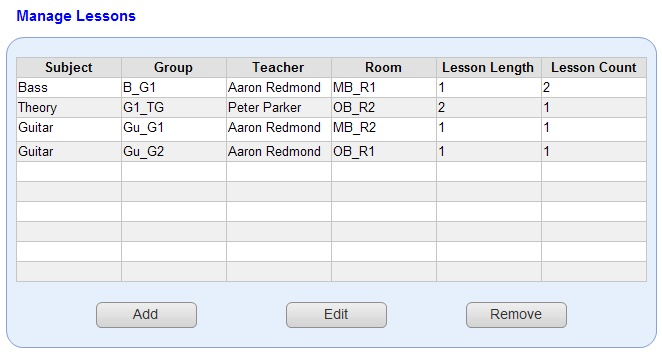 Manage Lessons
Subject Group Teacher Room Lesson Length Lesson Count
Bass B_G1 Aaron Redmond MB_R1 1 2
Theory G1_TG Peter Parker OB_R2 2 1
Guitar Gu_G1 Aaron Redmond MB_R2 1 1
Guitar Gu_G2 Aaron Redmond OB_R1 1 1
Add Edit Remove